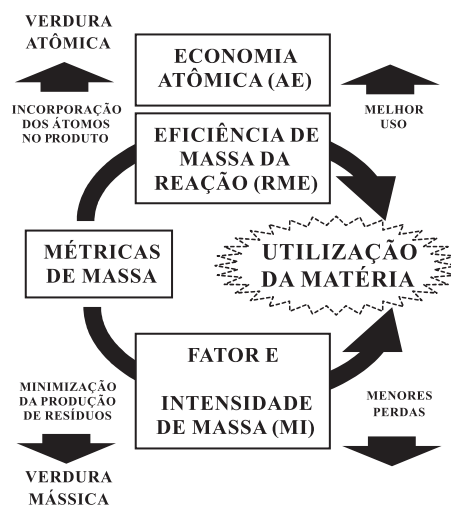 VERDURA
ATÔMICA
ECONOMIA
ATÔMICA (AE)
INCORPORAÇÃO
DOS ÁTOMOS
NO PRODUTO
MELHOR
USO
EFICIÊNCIA DE
MASSA DA
REAÇÃO (RME)
MÉTRICAS
DE MASSA
UTILIZAÇÃO
DA MATÉRIA
FATOR E
INTENSIDADE
DE MASSA (MI)
MINIMIZAÇÃO
DA PRODUÇÃO
DE RESÍDUOS
MENORES
PERDAS
VERDURA
MÁSSICA